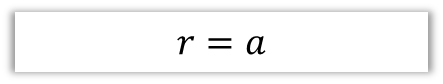 r = a